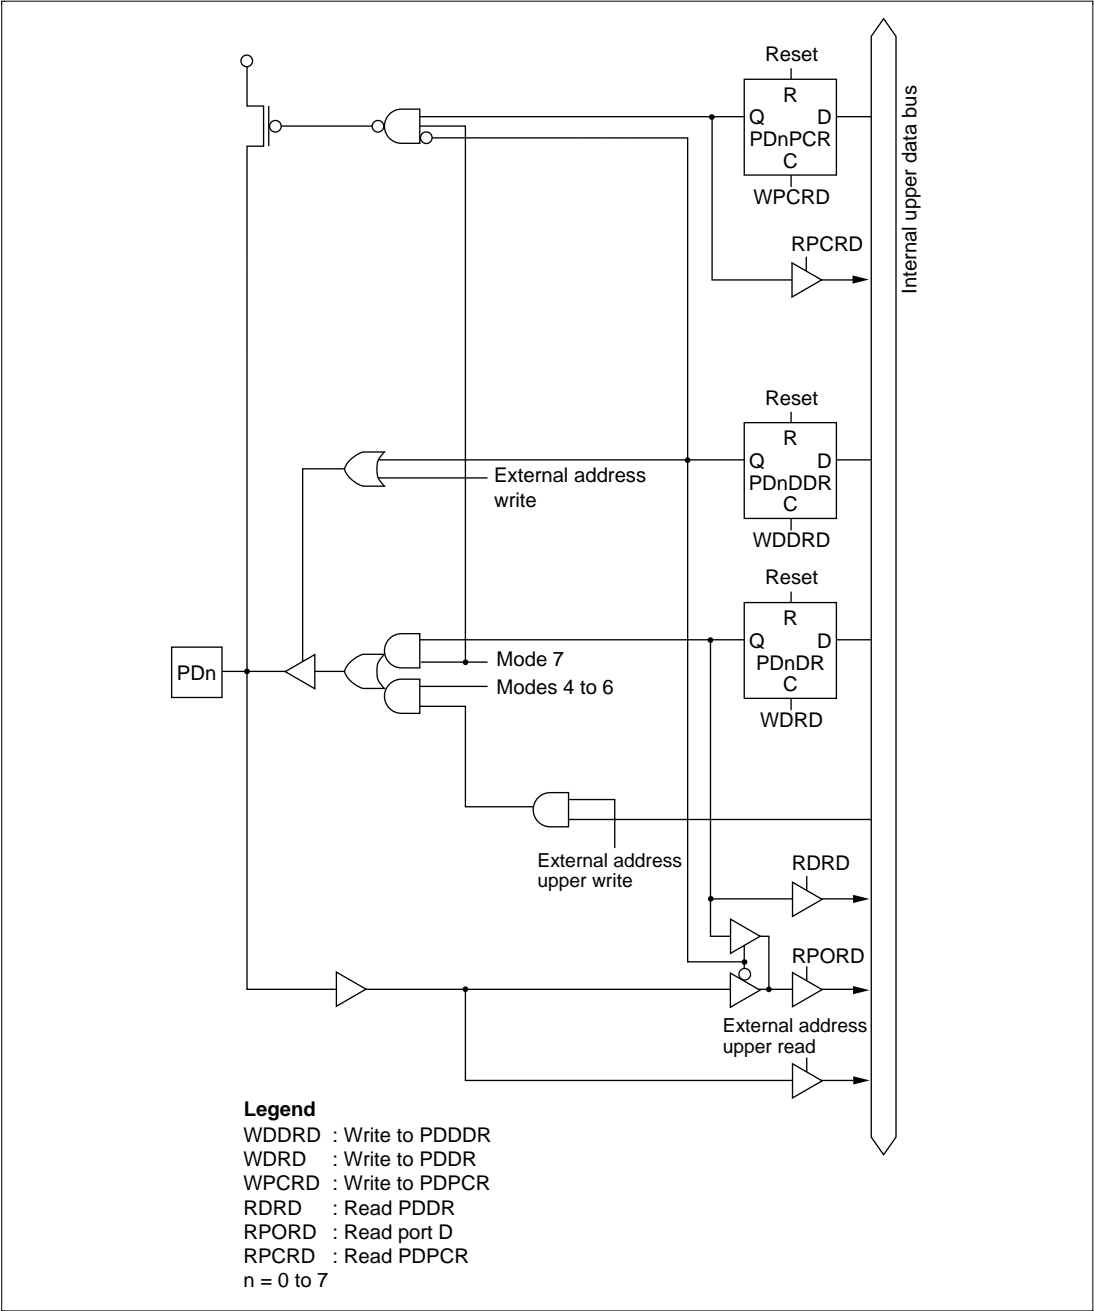 Reset
R
Q D
PDnPCR
C
WPCRD
Internal upper data bus
RPCRD
Reset
R
Q D
PDnDDR
C
WDDRD
External address
write
Reset
R
Q D
PDnDR
C
WDRD
PDn
Mode 7
Modes 4 to 6
External address
upper write
RDRD
RPORD
External address
upper read
Legend
WDDRD : Write to PDDDR
WDRD : Write to PDDR
WPCRD : Write to PDPCR
RDRD : Read PDDR
RPORD : Read port D
RPCRD : Read PDPCR
n = 0 to 7